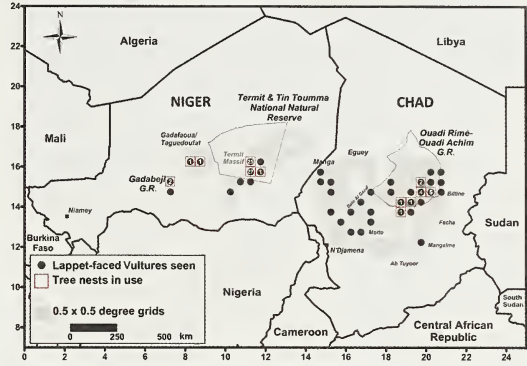 24
22
20
18
16
14
12
10
8
0
2
4
6
8
10
12
14
16
18
20
22
24
N
Algeria
Libya
NIGER
CHAD
Termit & Tin Toumma
National Natural
Reserve
Gadafaoua/
Taguedoufat
Termit
Massif
Gadabeji
G.R.
Mali
Niamey
Burkina
Faso
Ouadi Rimé-
Ouadi Achim
G.R.
Eguey
Manga
Biltine
Facha
Mangalme
Ab Tuyoor
N'Djamena
Sudan
South
Sudan
Nigeria
Cameroon
Central African
Republic
Lappet-faced Vultures seen
Tree nests in use
0.5 x 0.5 degree grids
0 250 500 km